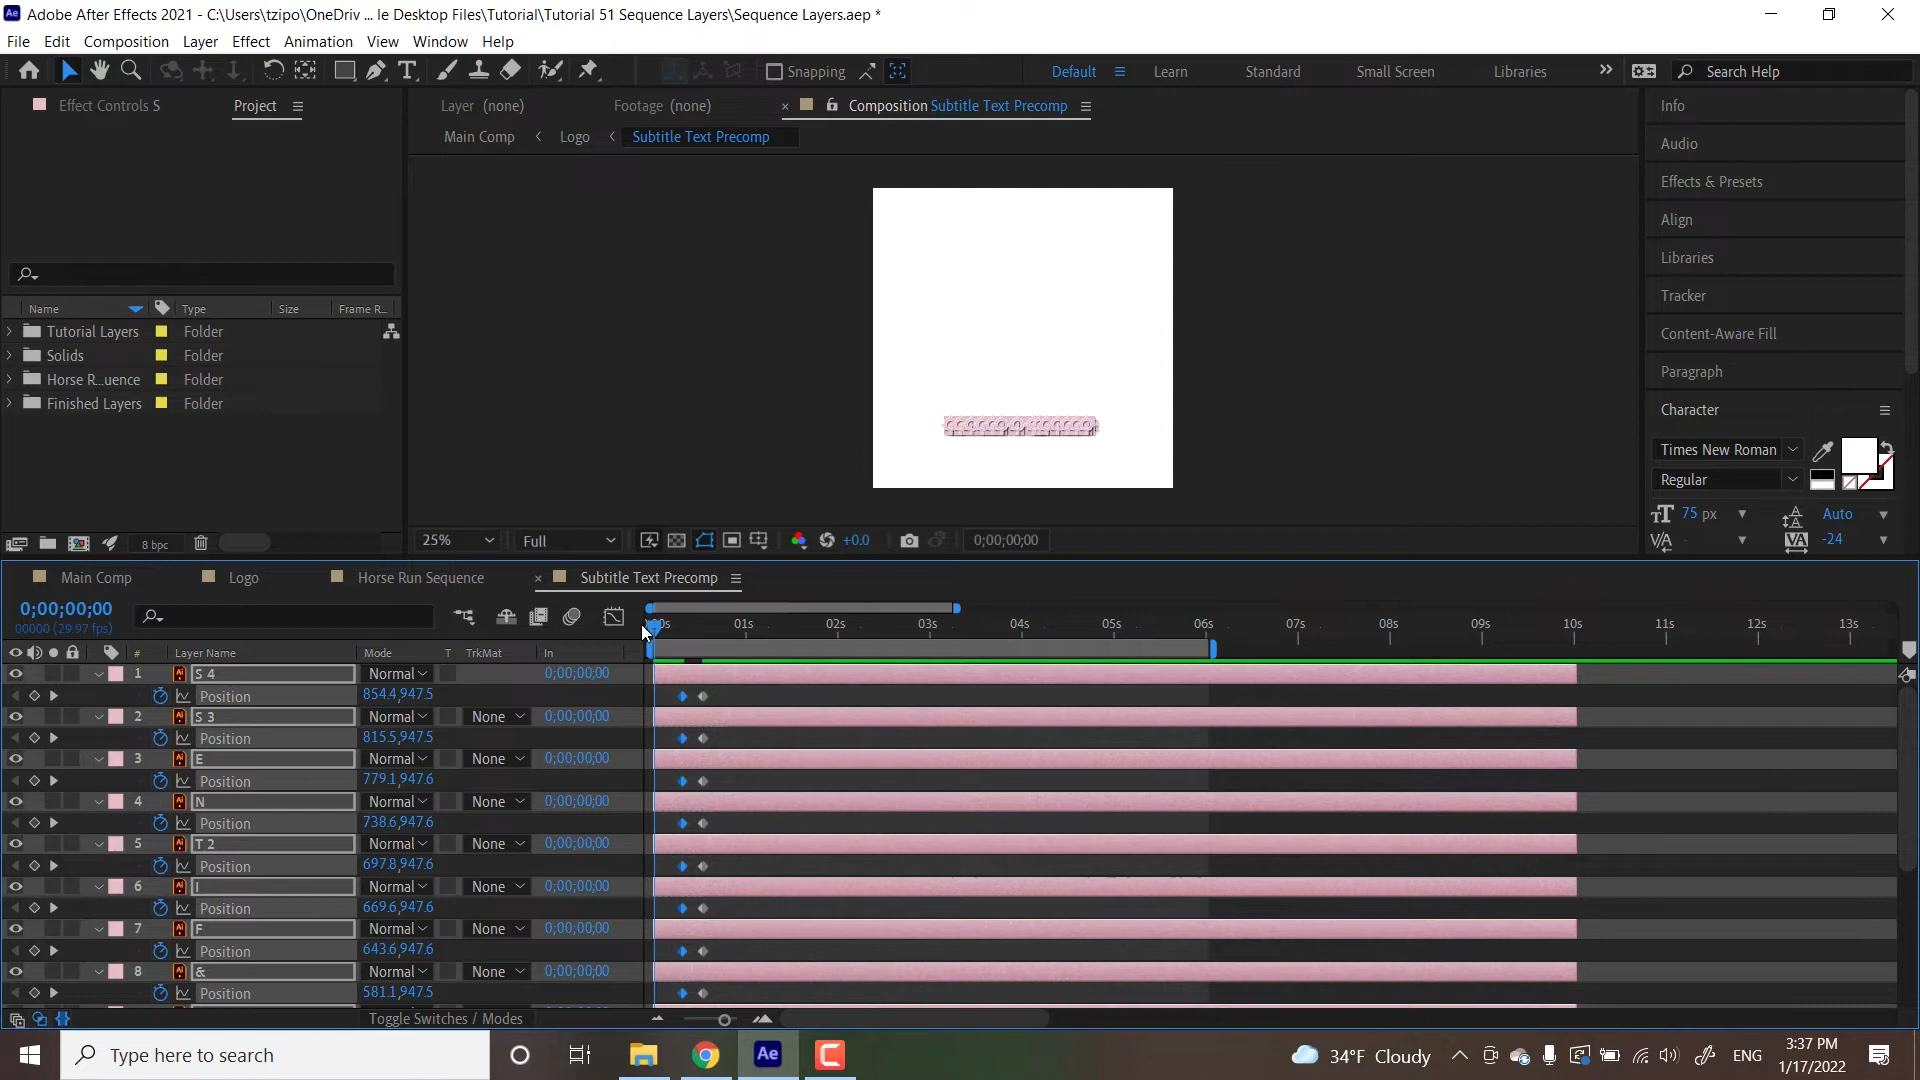 Adobe After Effects 2021 - C:\Users\tzipo\OneDriv ... le Desktop Files\Tutorial\Tutorial 51 Sequence Layers\Sequence Layers.aep *
File Edit Composition Layer Effect Animation View Window Help
Snapping Default Learn Standard Small Screen Libraries Search Help
Effect Controls S Project Layer (none) Footage (none) Composition Subtitle Text Precomp Info
Main Comp Logo Subtitle Text Precomp
Audio
Effects & Presets
Align
Libraries
Tracker
Content-Aware Fill
Paragraph
Character
Times New Roman
Regular
75 px Auto
-24
Name Type Size Frame R...
Tutorial Layers Folder
Solids Folder
Horse R...uence Folder
Finished Layers Folder
8 bpc 25% Full +0.0 0;00;00;00
Main Comp Logo Horse Run Sequence Subtitle Text Precomp
0;00;00;00
00000 (29.97 fps)
00s 01s 02s 03s 04s 05s 06s 07s 08s 09s 10s 11s 12s 13s
# Layer Name Mode T TrkMat In
1 S 4 Normal 0;00;00;00
Position 854.4,947.5
2 S 3 Normal None 0;00;00;00
Position 815.5,947.5
3 E Normal None 0;00;00;00
Position 779.1,947.6
4 N Normal None 0;00;00;00
Position 738.6,947.6
5 T 2 Normal None 0;00;00;00
Position 697.8,947.6
6 I Normal None 0;00;00;00
Position 669.6,947.6
7 F Normal None 0;00;00;00
Position 643.6,947.6
8 & Normal None 0;00;00;00
Position 581.1,947.5
Toggle Switches / Modes
Type here to search Ae 34°F Cloudy ENG 3:37 PM
1/17/2022